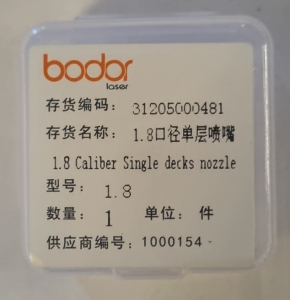 bodor
laser
存货编码: 31205000481
存货名称: 1.8口径单层喷嘴
1.8 Caliber Single decks nozzle
型号: 1.8
数量: 1 单位: 件
供应商编号: 1000154 -